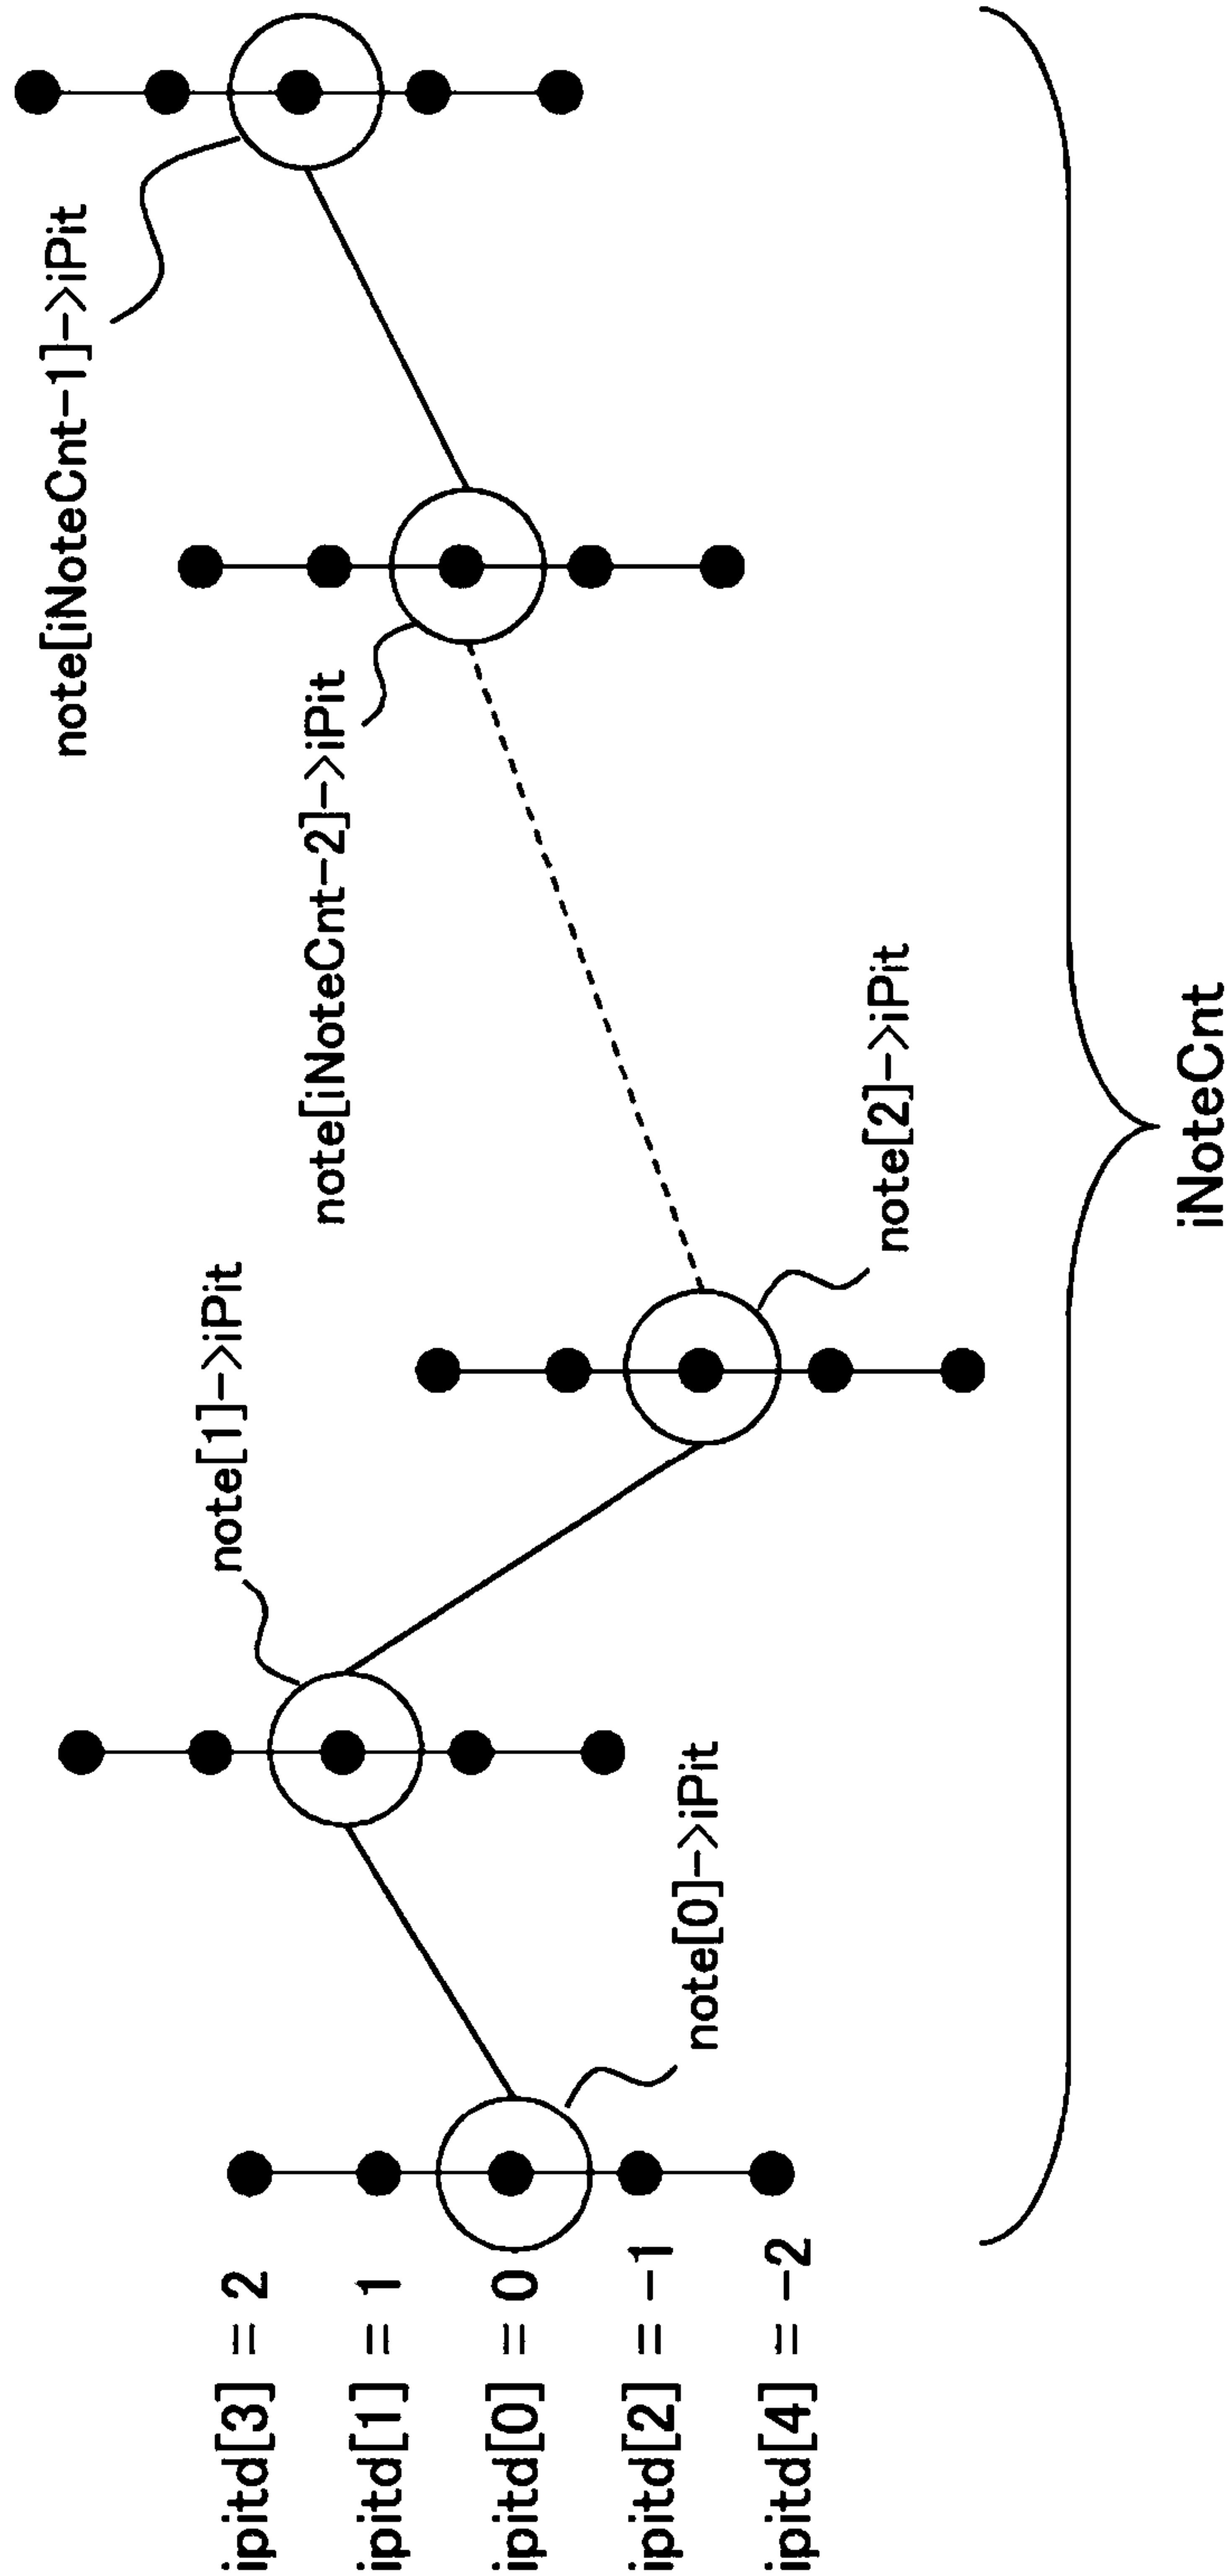 ipitd[3] = 2
ipitd[1] = 1
ipitd[0] = 0
ipitd[2] = -1
ipitd[4] = -2
note[0]->iPit
note[1]->iPit
note[2]->iPit
note[iNoteCnt-2]->iPit
note[iNoteCnt-1]->iPit
iNoteCnt